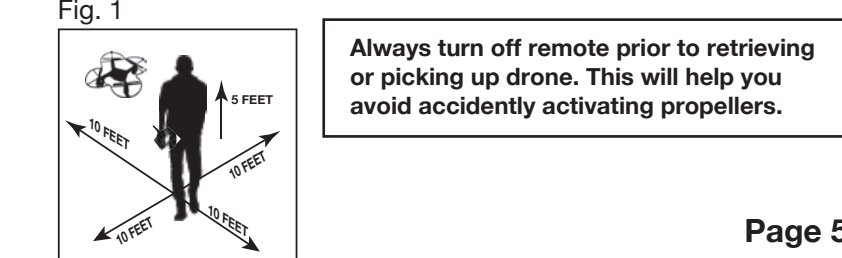 Fig. 1
5 FEET
10 FEET
10 FEET
10 FEET
10 FEET
Always turn off remote prior to retrieving
or picking up drone. This will help you
avoid accidently activating propellers.
Page 5